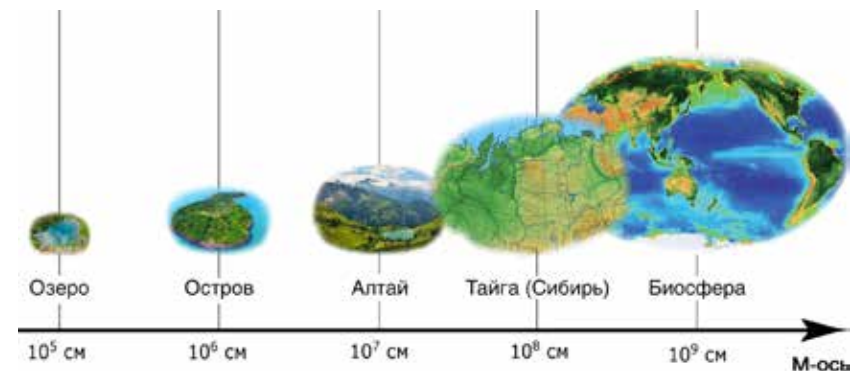 Озеро Остров Алтай Тайга (Сибирь) Биосфера
10⁵ см 10⁶ см 10⁷ см 10⁸ см 10⁹ см
М-ось